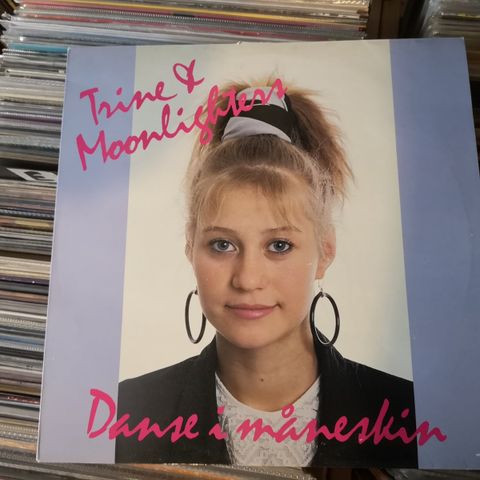 Trine &
Moonlighters
Danse i måneskin